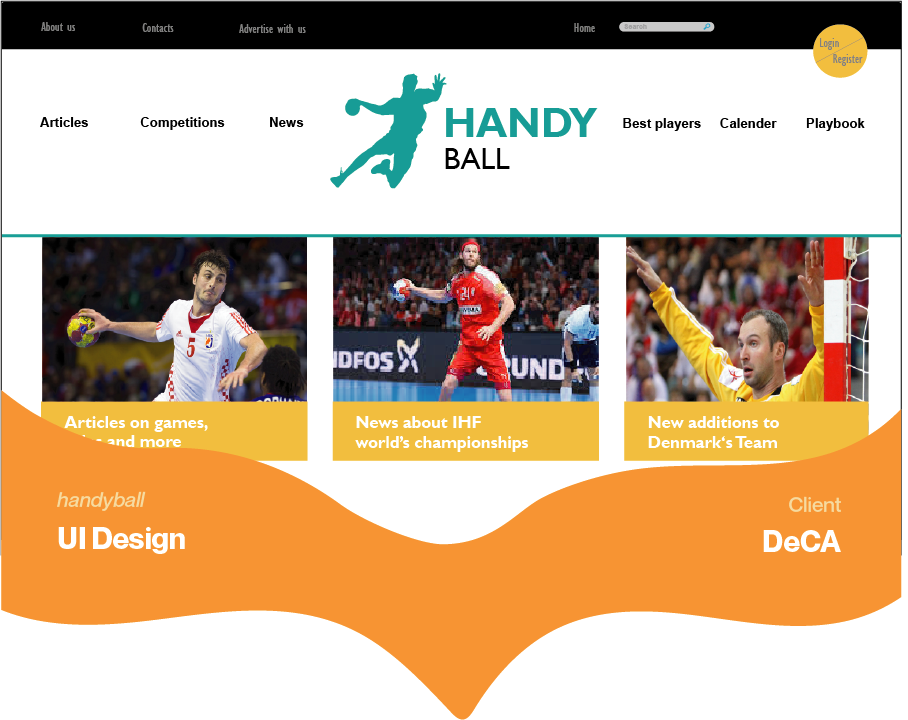 About us
Contacts
Advertise with us
Home
Search
Login
Register
Articles
Competitions
News
HANDY
BALL
Best players
Calender
Playbook
5
24
NDFOS
UND
Articles on games,
and more
News about IHF
world's championships
New additions to
Denmark's Team
handyball
UI Design
Client
DeCA